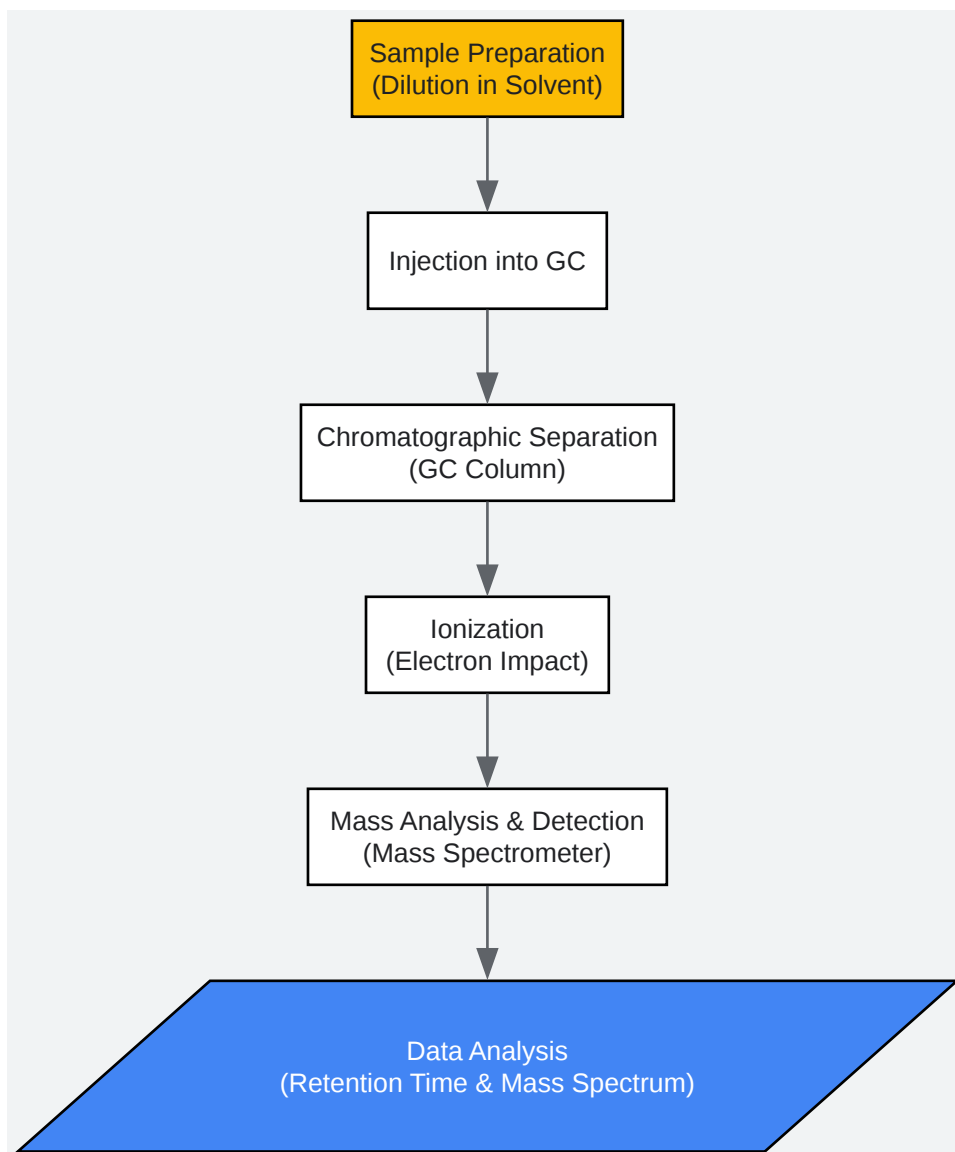 Sample Preparation
(Dilution in Solvent)
Injection into GC
Chromatographic Separation
(GC Column)
Ionization
(Electron Impact)
Mass Analysis & Detection
(Mass Spectrometer)
Data Analysis
(Retention Time & Mass Spectrum)